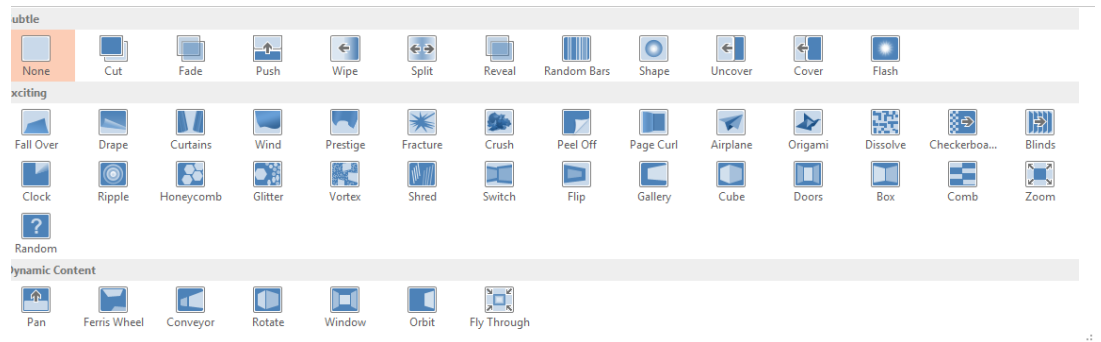 ubtle
None Cut Fade Push Wipe Split Reveal Random Bars Shape Uncover Cover Flash
xciting
Fall Over Drape Curtains Wind Prestige Fracture Crush Peel Off Page Curl Airplane Origami Dissolve Checkerboa... Blinds
Clock Ripple Honeycomb Glitter Vortex Shred Switch Flip Gallery Cube Doors Box Comb Zoom
?
Random
Dynamic Content
Pan Ferris Wheel Conveyor Rotate Window Orbit Fly Through